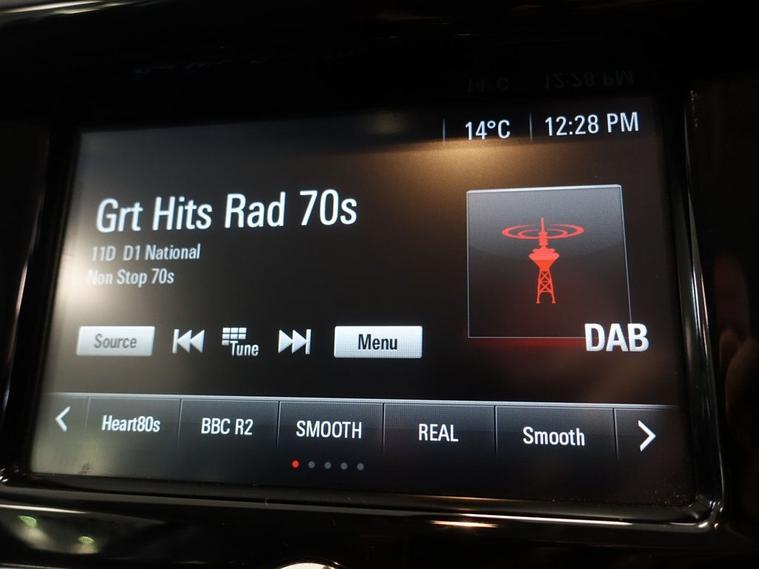 14°C 12:28 PM
Grt Hits Rad 70s
11D D1 National
Non Stop 70s
DAB
Source Tune Menu
Heart80s BBC R2 SMOOTH REAL Smooth